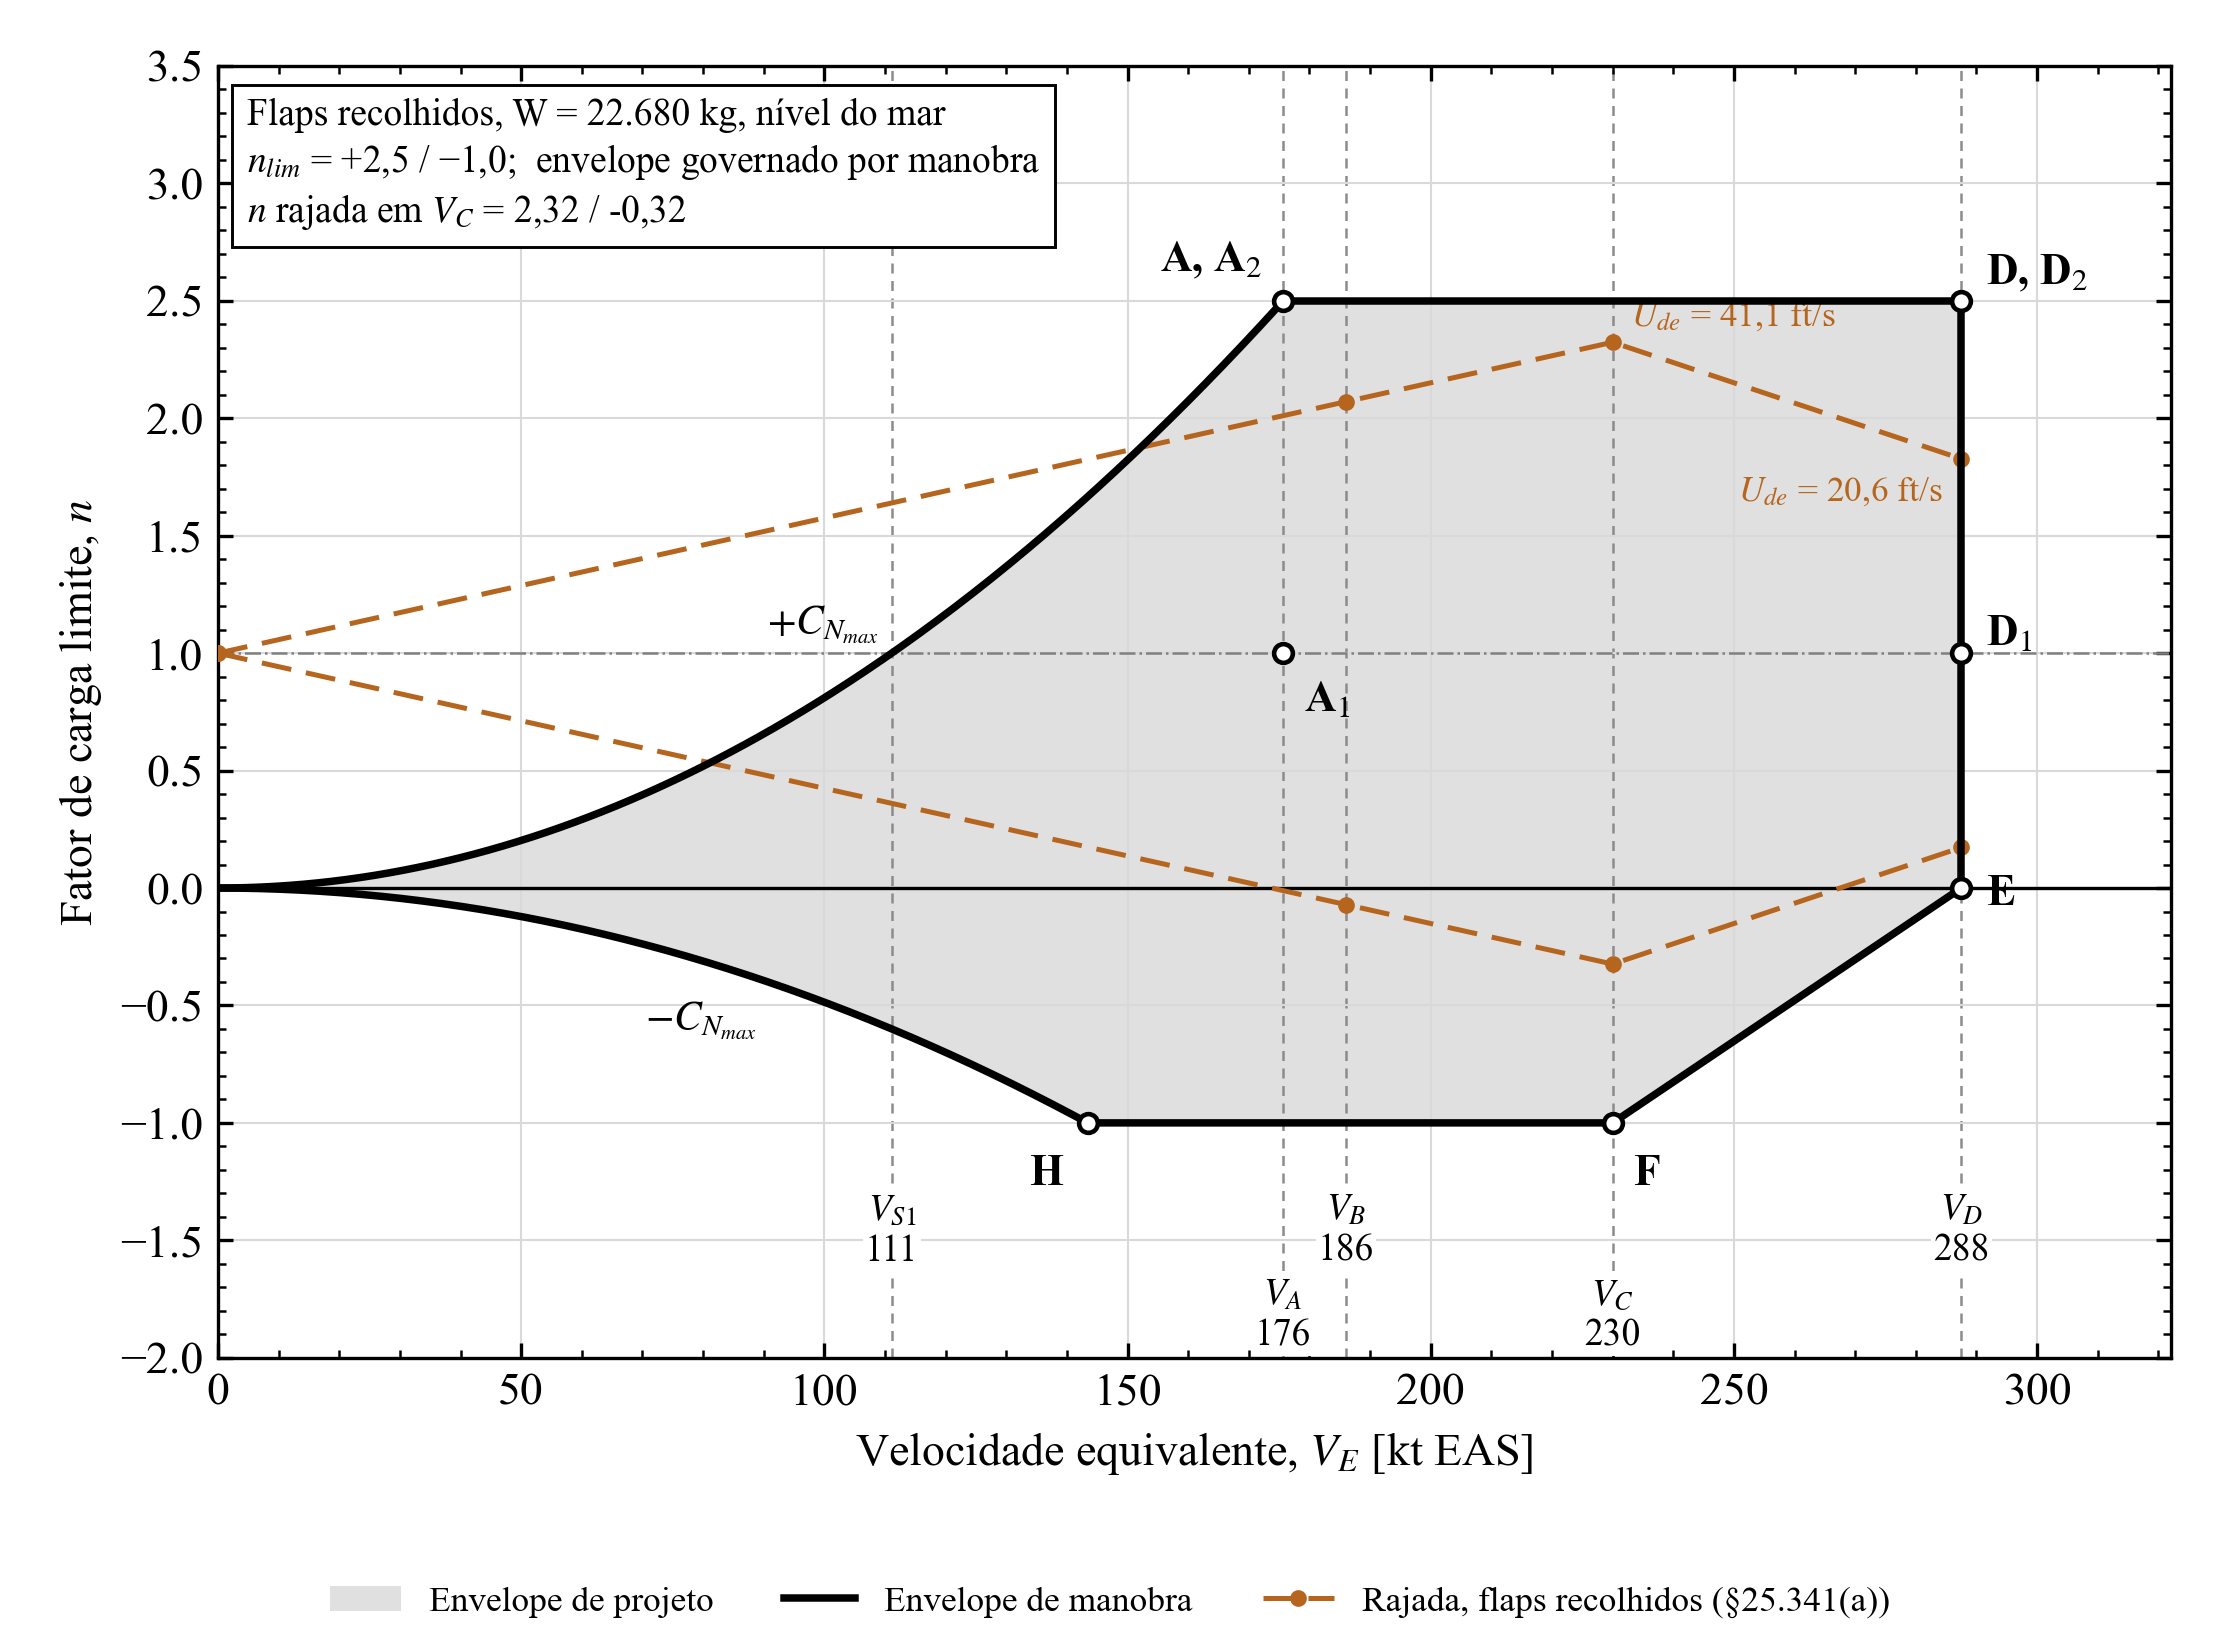 Flaps recolhidos, W = 22.680 kg, nível do mar
n_lim = +2,5 / −1,0;  envelope governado por manobra
n rajada em V_C = 2,32 / -0,32
3.5
3.0
2.5
2.0
1.5
1.0
0.5
0.0
−0.5
−1.0
−1.5
−2.0
Fator de carga limite, n
A, A₂
D, D₂
U_de = 41,1 ft/s
U_de = 20,6 ft/s
+C_{N_max}
D₁
A₁
E
−C_{N_max}
H
F
V_S1
111
V_A
176
V_B
186
V_C
230
V_D
288
0
50
100
150
200
250
300
Velocidade equivalente, V_E [kt EAS]
Envelope de projeto
Envelope de manobra
Rajada, flaps recolhidos (§25.341(a))